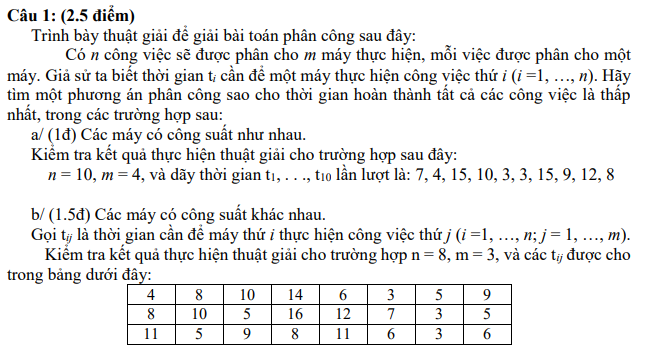 Câu 1: (2.5 điểm)
Trình bày thuật giải để giải bài toán phân công sau đây:
Có n công việc sẽ được phân cho m máy thực hiện, mỗi việc được phân cho một
máy. Giả sử ta biết thời gian tᵢ cần để một máy thực hiện công việc thứ i (i =1, …, n). Hãy
tìm một phương án phân công sao cho thời gian hoàn thành tất cả các công việc là thấp
nhất, trong các trường hợp sau:
a/ (1đ) Các máy có công suất như nhau.
Kiểm tra kết quả thực hiện thuật giải cho trường hợp sau đây:
n = 10, m = 4, và dãy thời gian t₁, . . ., t₁₀ lần lượt là: 7, 4, 15, 10, 3, 3, 15, 9, 12, 8
b/ (1.5đ) Các máy có công suất khác nhau.
Gọi tᵢⱼ là thời gian cần để máy thứ i thực hiện công việc thứ j (i =1, …, n; j = 1, …, m).
Kiểm tra kết quả thực hiện thuật giải cho trường hợp n = 8, m = 3, và các tᵢⱼ được cho
trong bảng dưới đây:
4 8 10 14 6 3 5 9
8 10 5 16 12 7 3 5
11 5 9 8 11 6 3 6